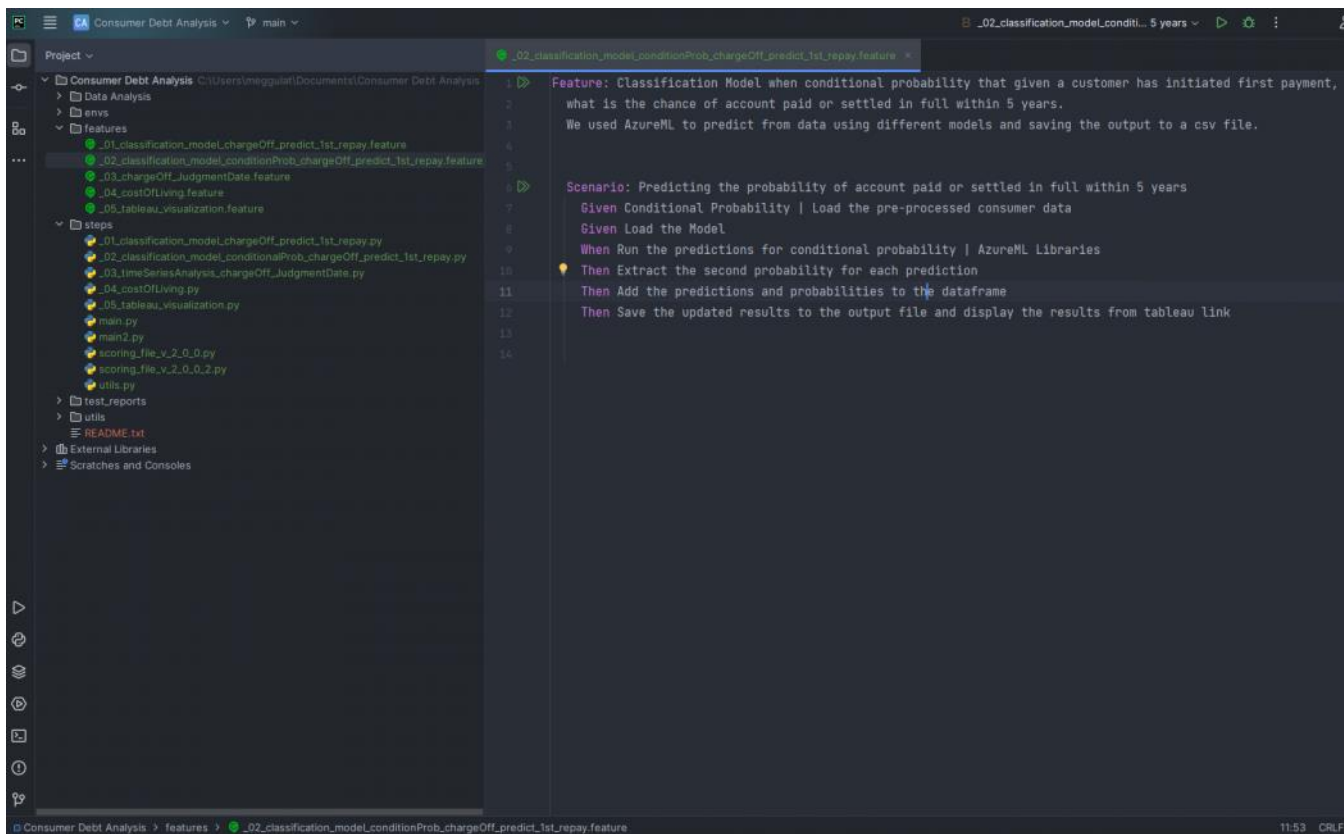 PC
CA Consumer Debt Analysis
main
_02_classification_model_conditi... 5 years
Project
_02_classification_model_conditionProb_chargeOff_predict_1st_repay.feature
Consumer Debt Analysis C:\Users\meggulat\Documents\Consumer Debt Analysis
Data Analysis
envs
features
_01_classification_model_chargeOff_predict_1st_repay.feature
_02_classification_model_conditionProb_chargeOff_predict_1st_repay.feature
_03_chargeOff_JudgmentDate.feature
_04_costOfLiving.feature
_05_tableau_visualization.feature
steps
_01_classification_model_chargeOff_predict_1st_repay.py
_02_classification_model_conditionalProb_chargeOff_predict_1st_repay.py
_03_timeSeriesAnalysis_chargeOff_JudgmentDate.py
_04_costOfLiving.py
_05_tableau_visualization.py
main.py
main2.py
scoring_file_v_2_0_0.py
scoring_file_v_2_0_0_2.py
utils.py
test_reports
utils
README.txt
External Libraries
Scratches and Consoles
1 Feature: Classification Model when conditional probability that given a customer has initiated first payment,
2 what is the chance of account paid or settled in full within 5 years.
3 We used AzureML to predict from data using different models and saving the output to a csv file.
4
5
6 Scenario: Predicting the probability of account paid or settled in full within 5 years
7 Given Conditional Probability | Load the pre-processed consumer data
8 Given Load the Model
9 When Run the predictions for conditional probability | AzureML Libraries
10 Then Extract the second probability for each prediction
11 Then Add the predictions and probabilities to the dataframe
12 Then Save the updated results to the output file and display the results from tableau link
13
14
Consumer Debt Analysis > features > _02_classification_model_conditionProb_chargeOff_predict_1st_repay.feature
11:53 CRLF